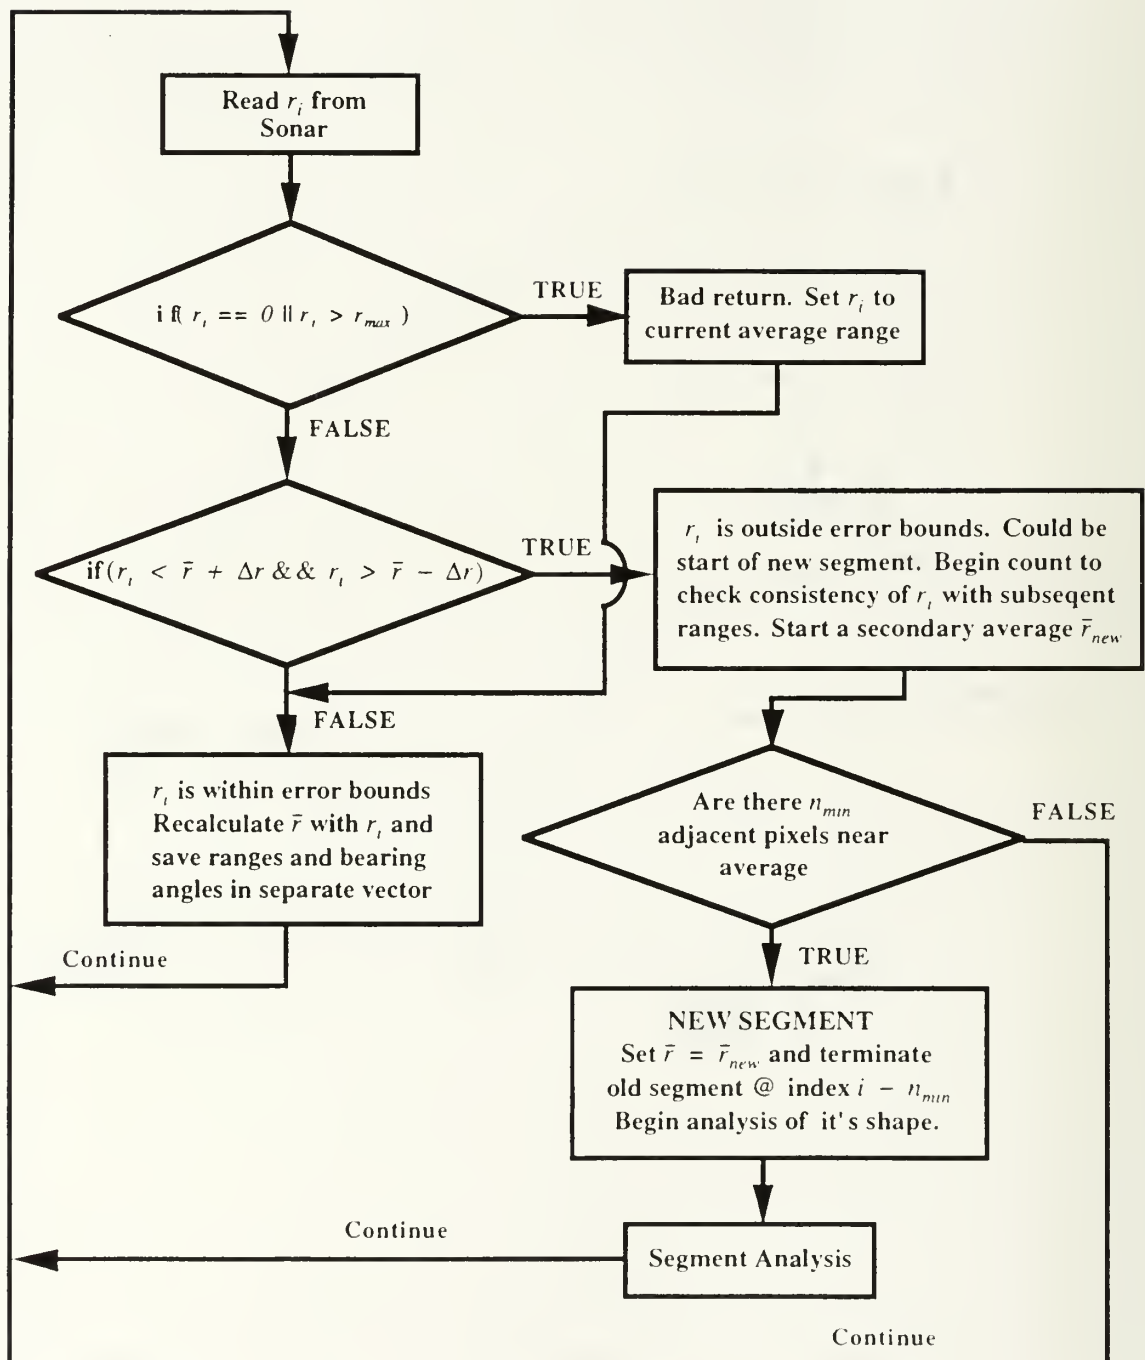 Read r_i from
Sonar
if( r_i == 0 || r_i > r_max )
TRUE
Bad return. Set r_i to
current average range
FALSE
if(r_i < r̄ + Δr && r_i > r̄ − Δr)
TRUE
r_i is outside error bounds. Could be
start of new segment. Begin count to
check consistency of r_i with subseqent
ranges. Start a secondary average r̄_new
FALSE
r_i is within error bounds
Recalculate r̄ with r_i and
save ranges and bearing
angles in separate vector
Are there n_min
adjacent pixels near
average
FALSE
Continue
TRUE
NEW SEGMENT
Set r̄ = r̄_new and terminate
old segment @ index i − n_min
Begin analysis of it's shape.
Continue
Segment Analysis
Continue